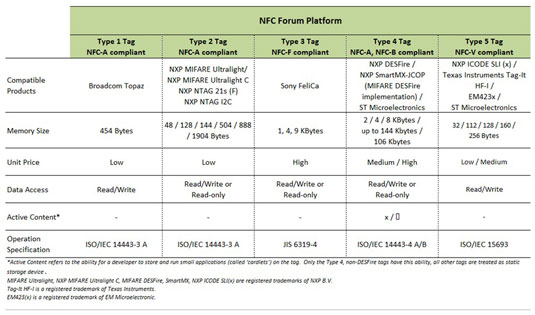 NFC Forum Platform
Type 1 Tag
NFC-A compliant
Type 2 Tag
NFC-A compliant
Type 3 Tag
NFC-F compliant
Type 4 Tag
NFC-A, NFC-B compliant
Type 5 Tag
NFC-V compliant
Compatible
Products
Broadcom Topaz
NXP MIFARE Ultralight/
NXP MIFARE Ultralight C
NXP NTAG 21s (F)
NXP NTAG I2C
Sony FeliCa
NXP DESFire /
NXP SmartMX-JCOP
(MIFARE DESFire
implementation) /
ST Microelectronics
NXP ICODE SLI (x) /
Texas Instruments Tag-It
HF-I /
EM423x /
ST Microelectronics
Memory Size
454 Bytes
48 / 128 / 144 / 504 / 888
/ 1904 Bytes
1, 4, 9 KBytes
2 / 4 / 8 KBytes /
up to 144 Kbytes /
106 Kbytes
32 / 112 / 128 / 160 /
256 Bytes
Unit Price
Low
Low
High
Medium / High
Low / Medium
Data Access
Read/Write
Read/Write or
Read-only
Read/Write or
Read-only
Read/Write or
Read-only
Read/Write
Active Content*
-
-
-
x / ▯
-
Operation
Specification
ISO/IEC 14443-3 A
ISO/IEC 14443-3 A
JIS 6319-4
ISO/IEC 14443-4 A/B
ISO/IEC 15693
*Active Content refers to the ability for a developer to store and run small applications (called 'cardlets') on the tag. Only the Type 4, non-DESFire tags have this ability, all other tags are treated as static
storage device .
MIFARE Ultralight, NXP MIFARE Ultralight C, MIFARE DESFire, SmartMX, NXP ICODE SLI(x) are registered trademarks of NXP B.V.
Tag-It HF-I is a registered trademark of Texas Instruments.
EM423(x) is a registered trademark of EM Microelectronic.